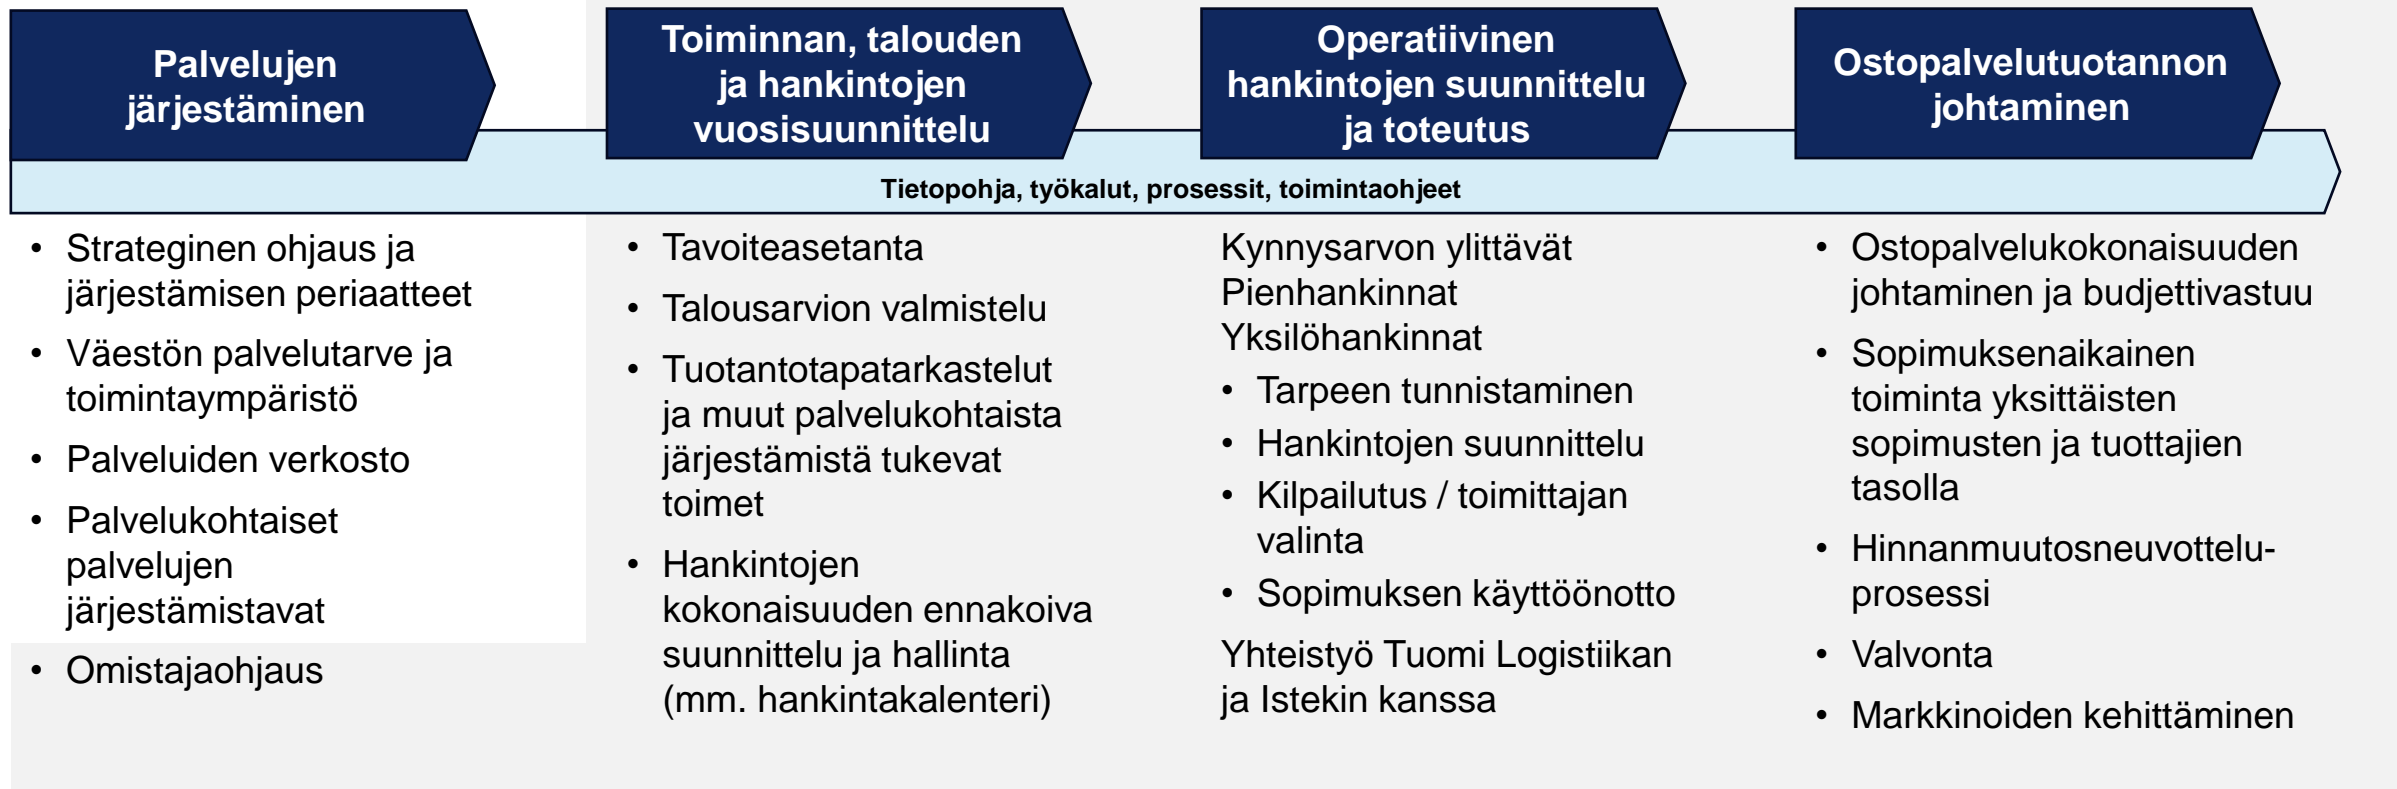 Palvelujen
järjestäminen
Toiminnan, talouden
ja hankintojen
vuosisuunnittelu
Operatiivinen
hankintojen suunnittelu
ja toteutus
Ostopalvelutuotannon
johtaminen
Tietopohja, työkalut, prosessit, toimintaohjeet
• Strateginen ohjaus ja
järjestämisen periaatteet
• Väestön palvelutarve ja
toimintaympäristö
• Palveluiden verkosto
• Palvelukohtaiset
palvelujen
järjestämistavat
• Omistajaohjaus
• Tavoiteasetanta
• Talousarvion valmistelu
• Tuotantotapatarkastelut
ja muut palvelukohtaista
järjestämistä tukevat
toimet
• Hankintojen
kokonaisuuden ennakoiva
suunnittelu ja hallinta
(mm. hankintakalenteri)
Kynnysarvon ylittävät
Pienhankinnat
Yksilöhankinnat
• Tarpeen tunnistaminen
• Hankintojen suunnittelu
• Kilpailutus / toimittajan
valinta
• Sopimuksen käyttöönotto
Yhteistyö Tuomi Logistiikan
ja Istekin kanssa
• Ostopalvelukokonaisuuden
johtaminen ja budjettivastuu
• Sopimuksenaikainen
toiminta yksittäisten
sopimusten ja tuottajien
tasolla
• Hinnanmuutosneuvottelu-
prosessi
• Valvonta
• Markkinoiden kehittäminen